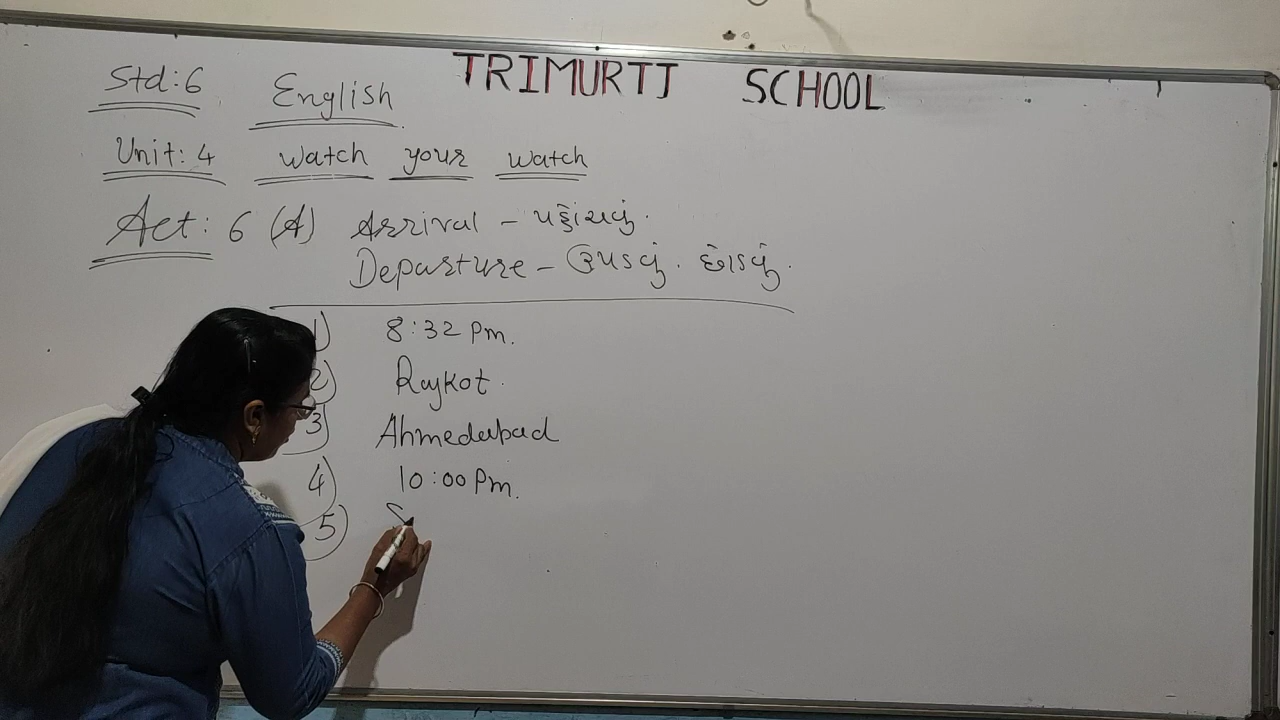 TRIMURTI SCHOOL
Std:6 English
Unit: 4 watch your watch
Act: 6 (A) Arrival - પહોંચવું.
Departure - ઉપડવું. છોડવું.
1) 8:32 Pm.
2) Rajkot.
3) Ahmedabad
4) 10:00 Pm.
5)